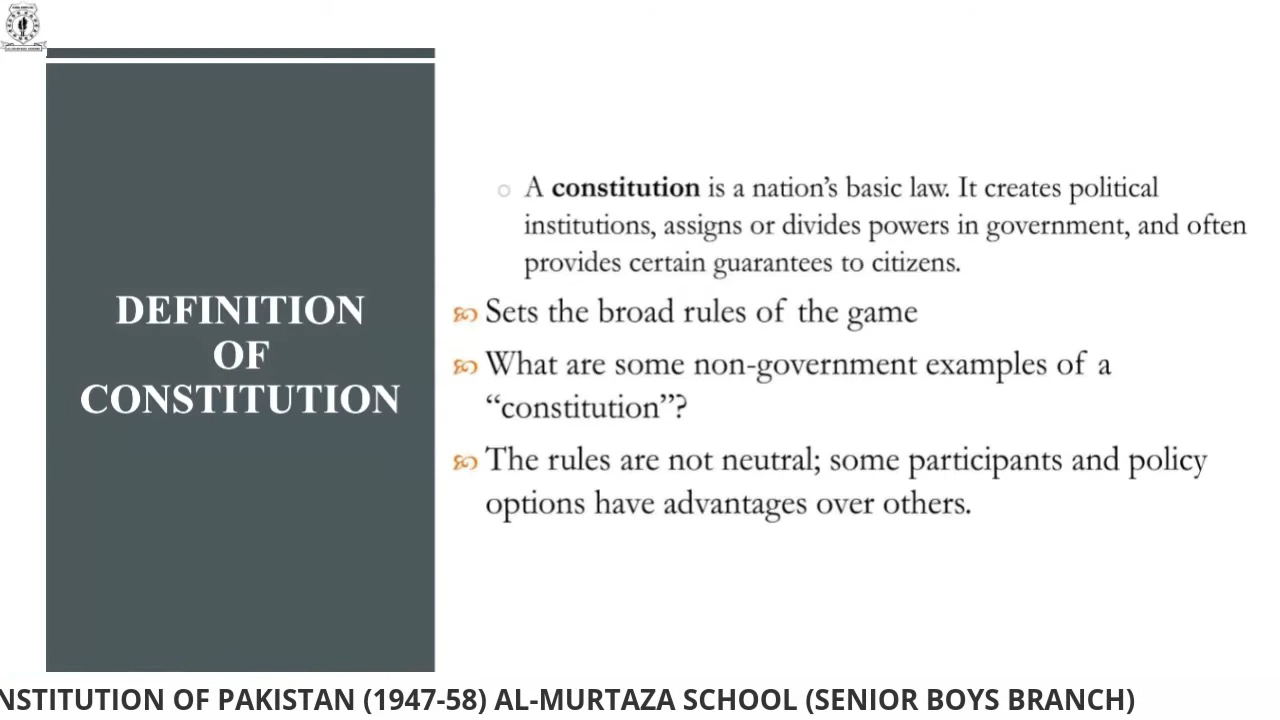 DEFINITION
OF
CONSTITUTION
A constitution is a nation's basic law. It creates political
institutions, assigns or divides powers in government, and often
provides certain guarantees to citizens.
Sets the broad rules of the game
What are some non-government examples of a
“constitution”?
The rules are not neutral; some participants and policy
options have advantages over others.
NSTITUTION OF PAKISTAN (1947-58) AL-MURTAZA SCHOOL (SENIOR BOYS BRANCH)